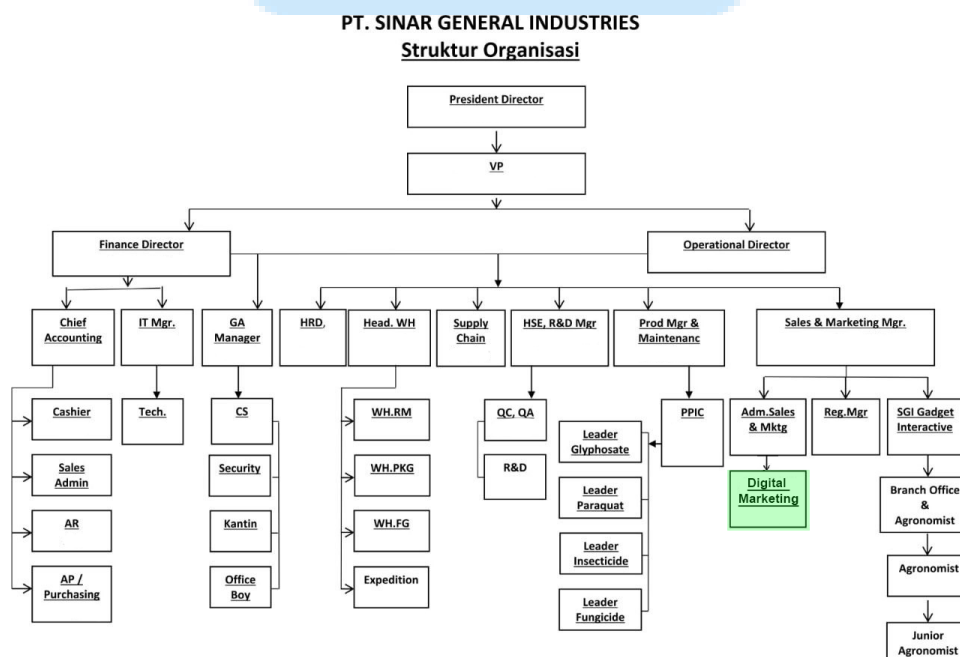 PT. SINAR GENERAL INDUSTRIES
Struktur Organisasi
President Director
VP
Finance Director
Operational Director
Chief
Accounting
IT Mgr.
GA
Manager
HRD,
Head. WH
Supply
Chain
HSE, R&D Mgr
Prod Mgr &
Maintenanc
Sales & Marketing Mgr.
Cashier
Sales
Admin
AR
AP /
Purchasing
Tech.
CS
Security
Kantin
Office
Boy
WH.RM
WH.PKG
WH.FG
Expedition
QC, QA
R&D
PPIC
Leader
Glyphosate
Leader
Paraquat
Leader
Insecticide
Leader
Fungicide
Adm.Sales
& Mktg
Digital
Marketing
Reg.Mgr
SGI Gadget
Interactive
Branch Office
&
Agronomist
Agronomist
Junior
Agronomist